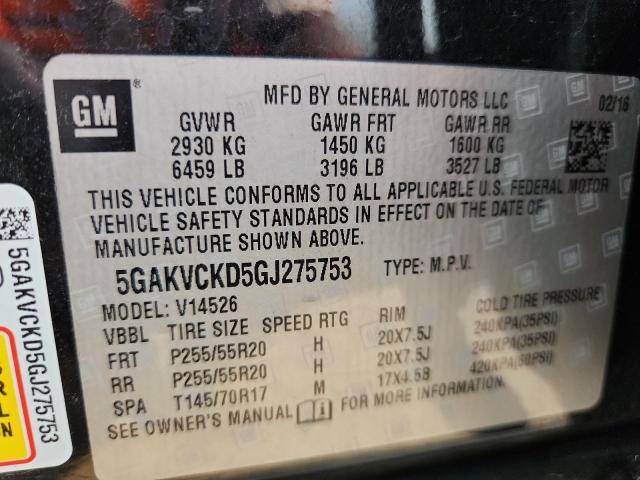 GM
MFD BY GENERAL MOTORS LLC
02/16
GVWR GAWR FRT GAWR RR
2930 KG 1450 KG 1600 KG
6459 LB 3196 LB 3527 LB
THIS VEHICLE CONFORMS TO ALL APPLICABLE U.S. FEDERAL MOTOR
VEHICLE SAFETY STANDARDS IN EFFECT ON THE DATE OF
MANUFACTURE SHOWN ABOVE.
5GAKVCKD5GJ275753 TYPE: M.P.V.
MODEL: V14526
VBBL TIRE SIZE SPEED RTG RIM COLD TIRE PRESSURE
FRT P255/55R20 H 20X7.5J 240KPA(35PSI)
RR P255/55R20 H 20X7.5J 240KPA(35PSI)
SPA T145/70R17 M 17X4.5B 420KPA(60PSI)
SEE OWNER'S MANUAL FOR MORE INFORMATION.
5GAKVCKD5GJ275753